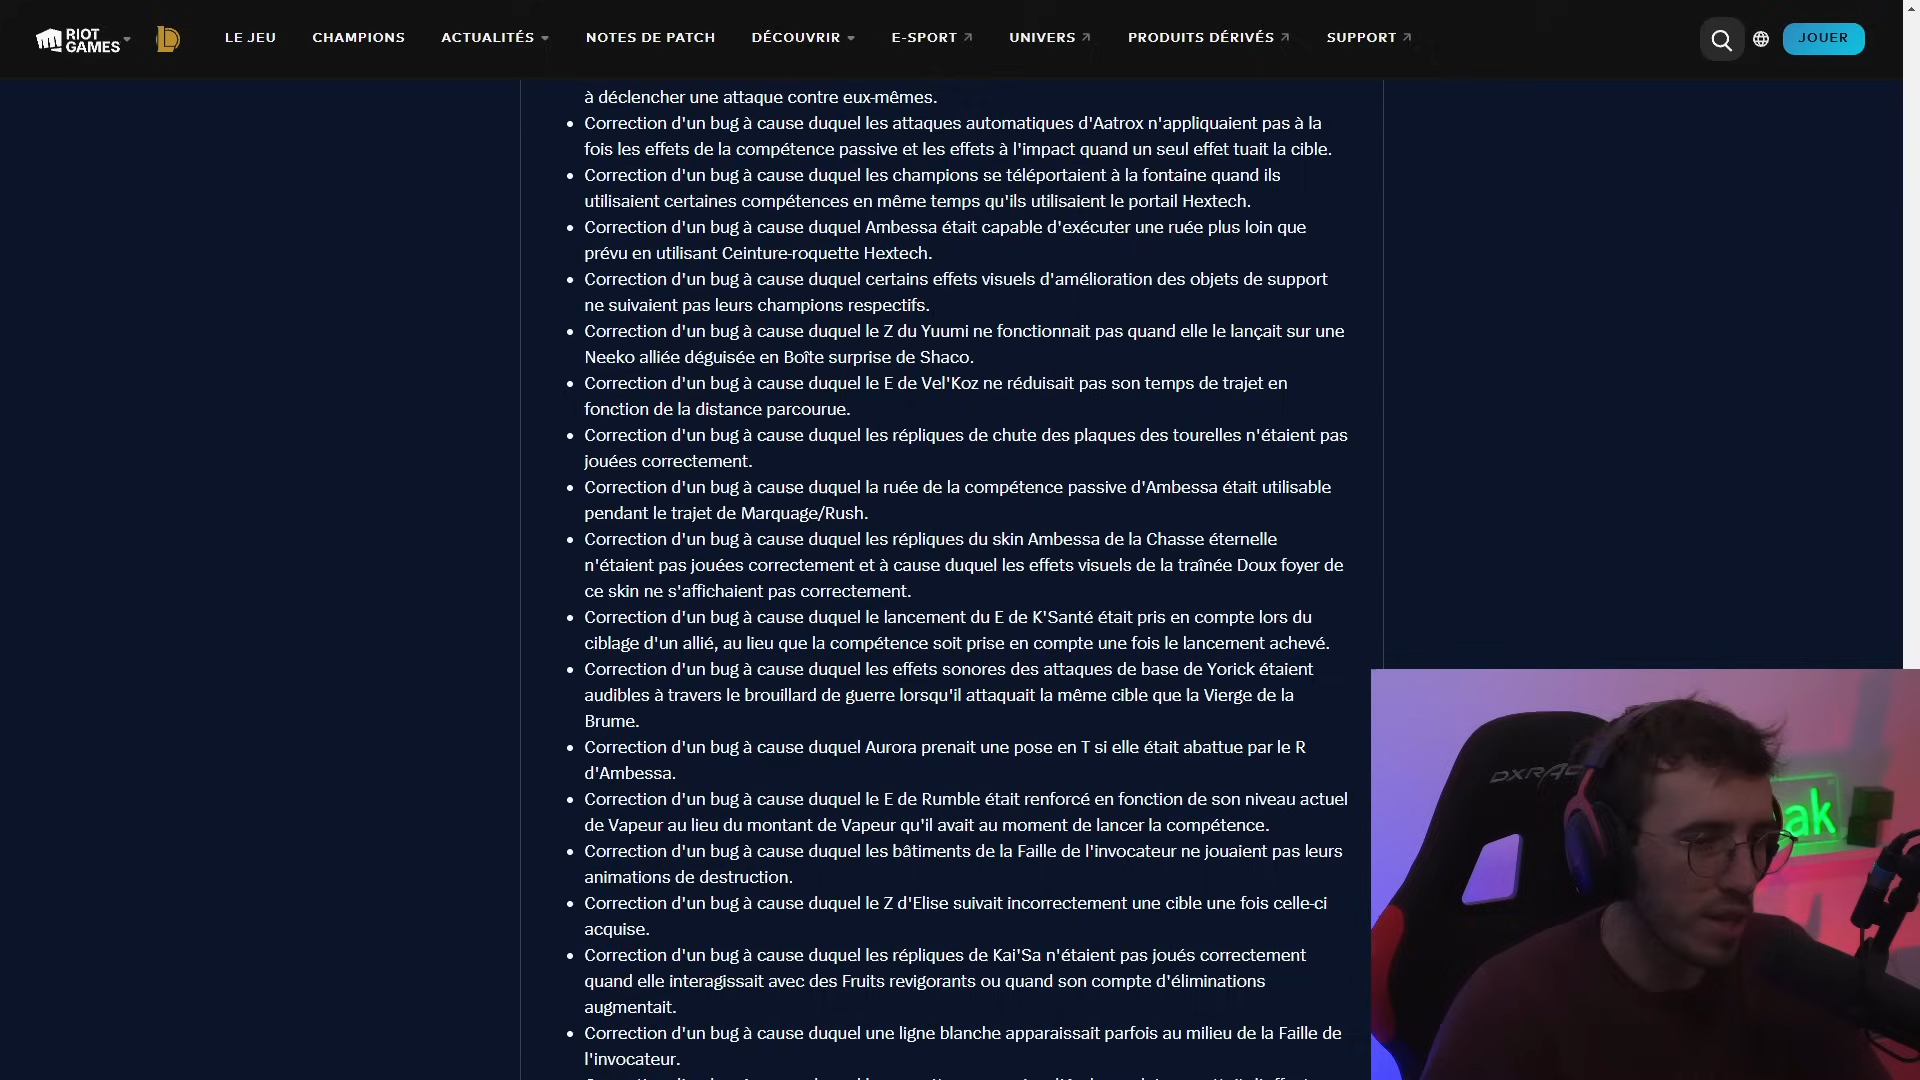 RIOT GAMES
LE JEU
CHAMPIONS
ACTUALITÉS
NOTES DE PATCH
DÉCOUVRIR
E-SPORT
UNIVERS
PRODUITS DÉRIVÉS
SUPPORT
JOUER
à déclencher une attaque contre eux-mêmes.
Correction d'un bug à cause duquel les attaques automatiques d'Aatrox n'appliquaient pas à la
fois les effets de la compétence passive et les effets à l'impact quand un seul effet tuait la cible.
Correction d'un bug à cause duquel les champions se téléportaient à la fontaine quand ils
utilisaient certaines compétences en même temps qu'ils utilisaient le portail Hextech.
Correction d'un bug à cause duquel Ambessa était capable d'exécuter une ruée plus loin que
prévu en utilisant Ceinture-roquette Hextech.
Correction d'un bug à cause duquel certains effets visuels d'amélioration des objets de support
ne suivaient pas leurs champions respectifs.
Correction d'un bug à cause duquel le Z du Yuumi ne fonctionnait pas quand elle le lançait sur une
Neeko alliée déguisée en Boîte surprise de Shaco.
Correction d'un bug à cause duquel le E de Vel'Koz ne réduisait pas son temps de trajet en
fonction de la distance parcourue.
Correction d'un bug à cause duquel les répliques de chute des plaques des tourelles n'étaient pas
jouées correctement.
Correction d'un bug à cause duquel la ruée de la compétence passive d'Ambessa était utilisable
pendant le trajet de Marquage/Rush.
Correction d'un bug à cause duquel les répliques du skin Ambessa de la Chasse éternelle
n'étaient pas jouées correctement et à cause duquel les effets visuels de la traînée Doux foyer de
ce skin ne s'affichaient pas correctement.
Correction d'un bug à cause duquel le lancement du E de K'Santé était pris en compte lors du
ciblage d'un allié, au lieu que la compétence soit prise en compte une fois le lancement achevé.
Correction d'un bug à cause duquel les effets sonores des attaques de base de Yorick étaient
audibles à travers le brouillard de guerre lorsqu'il attaquait la même cible que la Vierge de la
Brume.
Correction d'un bug à cause duquel Aurora prenait une pose en T si elle était abattue par le R
d'Ambessa.
Correction d'un bug à cause duquel le E de Rumble était renforcé en fonction de son niveau actuel
de Vapeur au lieu du montant de Vapeur qu'il avait au moment de lancer la compétence.
Correction d'un bug à cause duquel les bâtiments de la Faille de l'invocateur ne jouaient pas leurs
animations de destruction.
Correction d'un bug à cause duquel le Z d'Elise suivait incorrectement une cible une fois celle-ci
acquise.
Correction d'un bug à cause duquel les répliques de Kai'Sa n'étaient pas joués correctement
quand elle interagissait avec des Fruits revigorants ou quand son compte d'éliminations
augmentait.
Correction d'un bug à cause duquel une ligne blanche apparaissait parfois au milieu de la Faille de
l'invocateur.